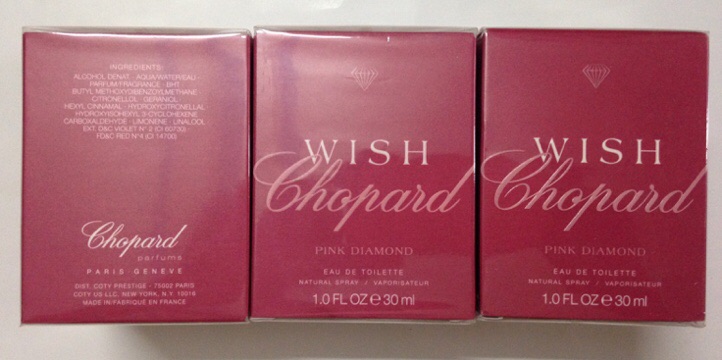 INGREDIENTS:
ALCOHOL DENAT · AQUA/WATER/EAU ·
PARFUM/FRAGRANCE · BHT ·
BUTYL METHOXYDIBENZOYLMETHANE
CITRONELLOL · GERANIOL ·
HEXYL CINNAMAL · HYDROXYCITRONELLAL
HYDROXYISOHEXYL 3-CYCLOHEXENE
CARBOXALDEHYDE · LIMONENE · LINALOOL
EXT. D&C VIOLET N° 2 (CI 60730)
FD&C RED N°4 (CI 14700)
Chopard
parfums
PARIS GENEVE
DIST. COTY PRESTIGE - 75002 PARIS
COTY US LLC. NEW YORK, N.Y. 10016
MADE IN/FABRIQUÉ EN FRANCE
WISH
Chopard
PINK DIAMOND
EAU DE TOILETTE
NATURAL SPRAY / VAPORISATEUR
1.0 FL OZ e 30 ml
WISH
Chopard
PINK DIAMOND
EAU DE TOILETTE
NATURAL SPRAY / VAPORISATEUR
1.0 FL OZ e 30 ml